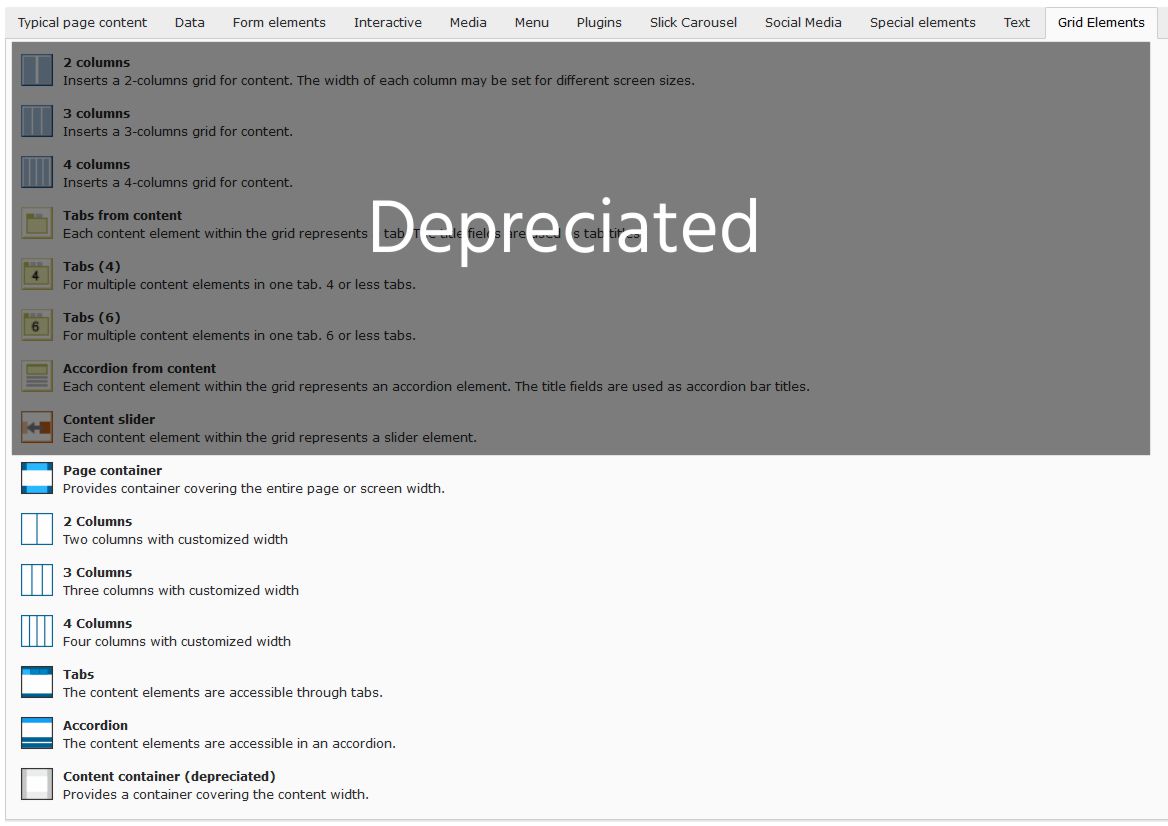 Typical page content Data Form elements Interactive Media Menu Plugins Slick Carousel Social Media Special elements Text Grid Elements
2 columns
Inserts a 2-columns grid for content. The width of each column may be set for different screen sizes.
3 columns
Inserts a 3-columns grid for content.
4 columns
Inserts a 4-columns grid for content.
Tabs from content
Each content element within the grid represents a tab. The title fields are used as tab titles.
Depreciated
Tabs (4)
4
For multiple content elements in one tab. 4 or less tabs.
Tabs (6)
6
For multiple content elements in one tab. 6 or less tabs.
Accordion from content
Each content element within the grid represents an accordion element. The title fields are used as accordion bar titles.
Content slider
Each content element within the grid represents a slider element.
Page container
Provides container covering the entire page or screen width.
2 Columns
Two columns with customized width
3 Columns
Three columns with customized width
4 Columns
Four columns with customized width
Tabs
The content elements are accessible through tabs.
Accordion
The content elements are accessible in an accordion.
Content container (depreciated)
Provides a container covering the content width.